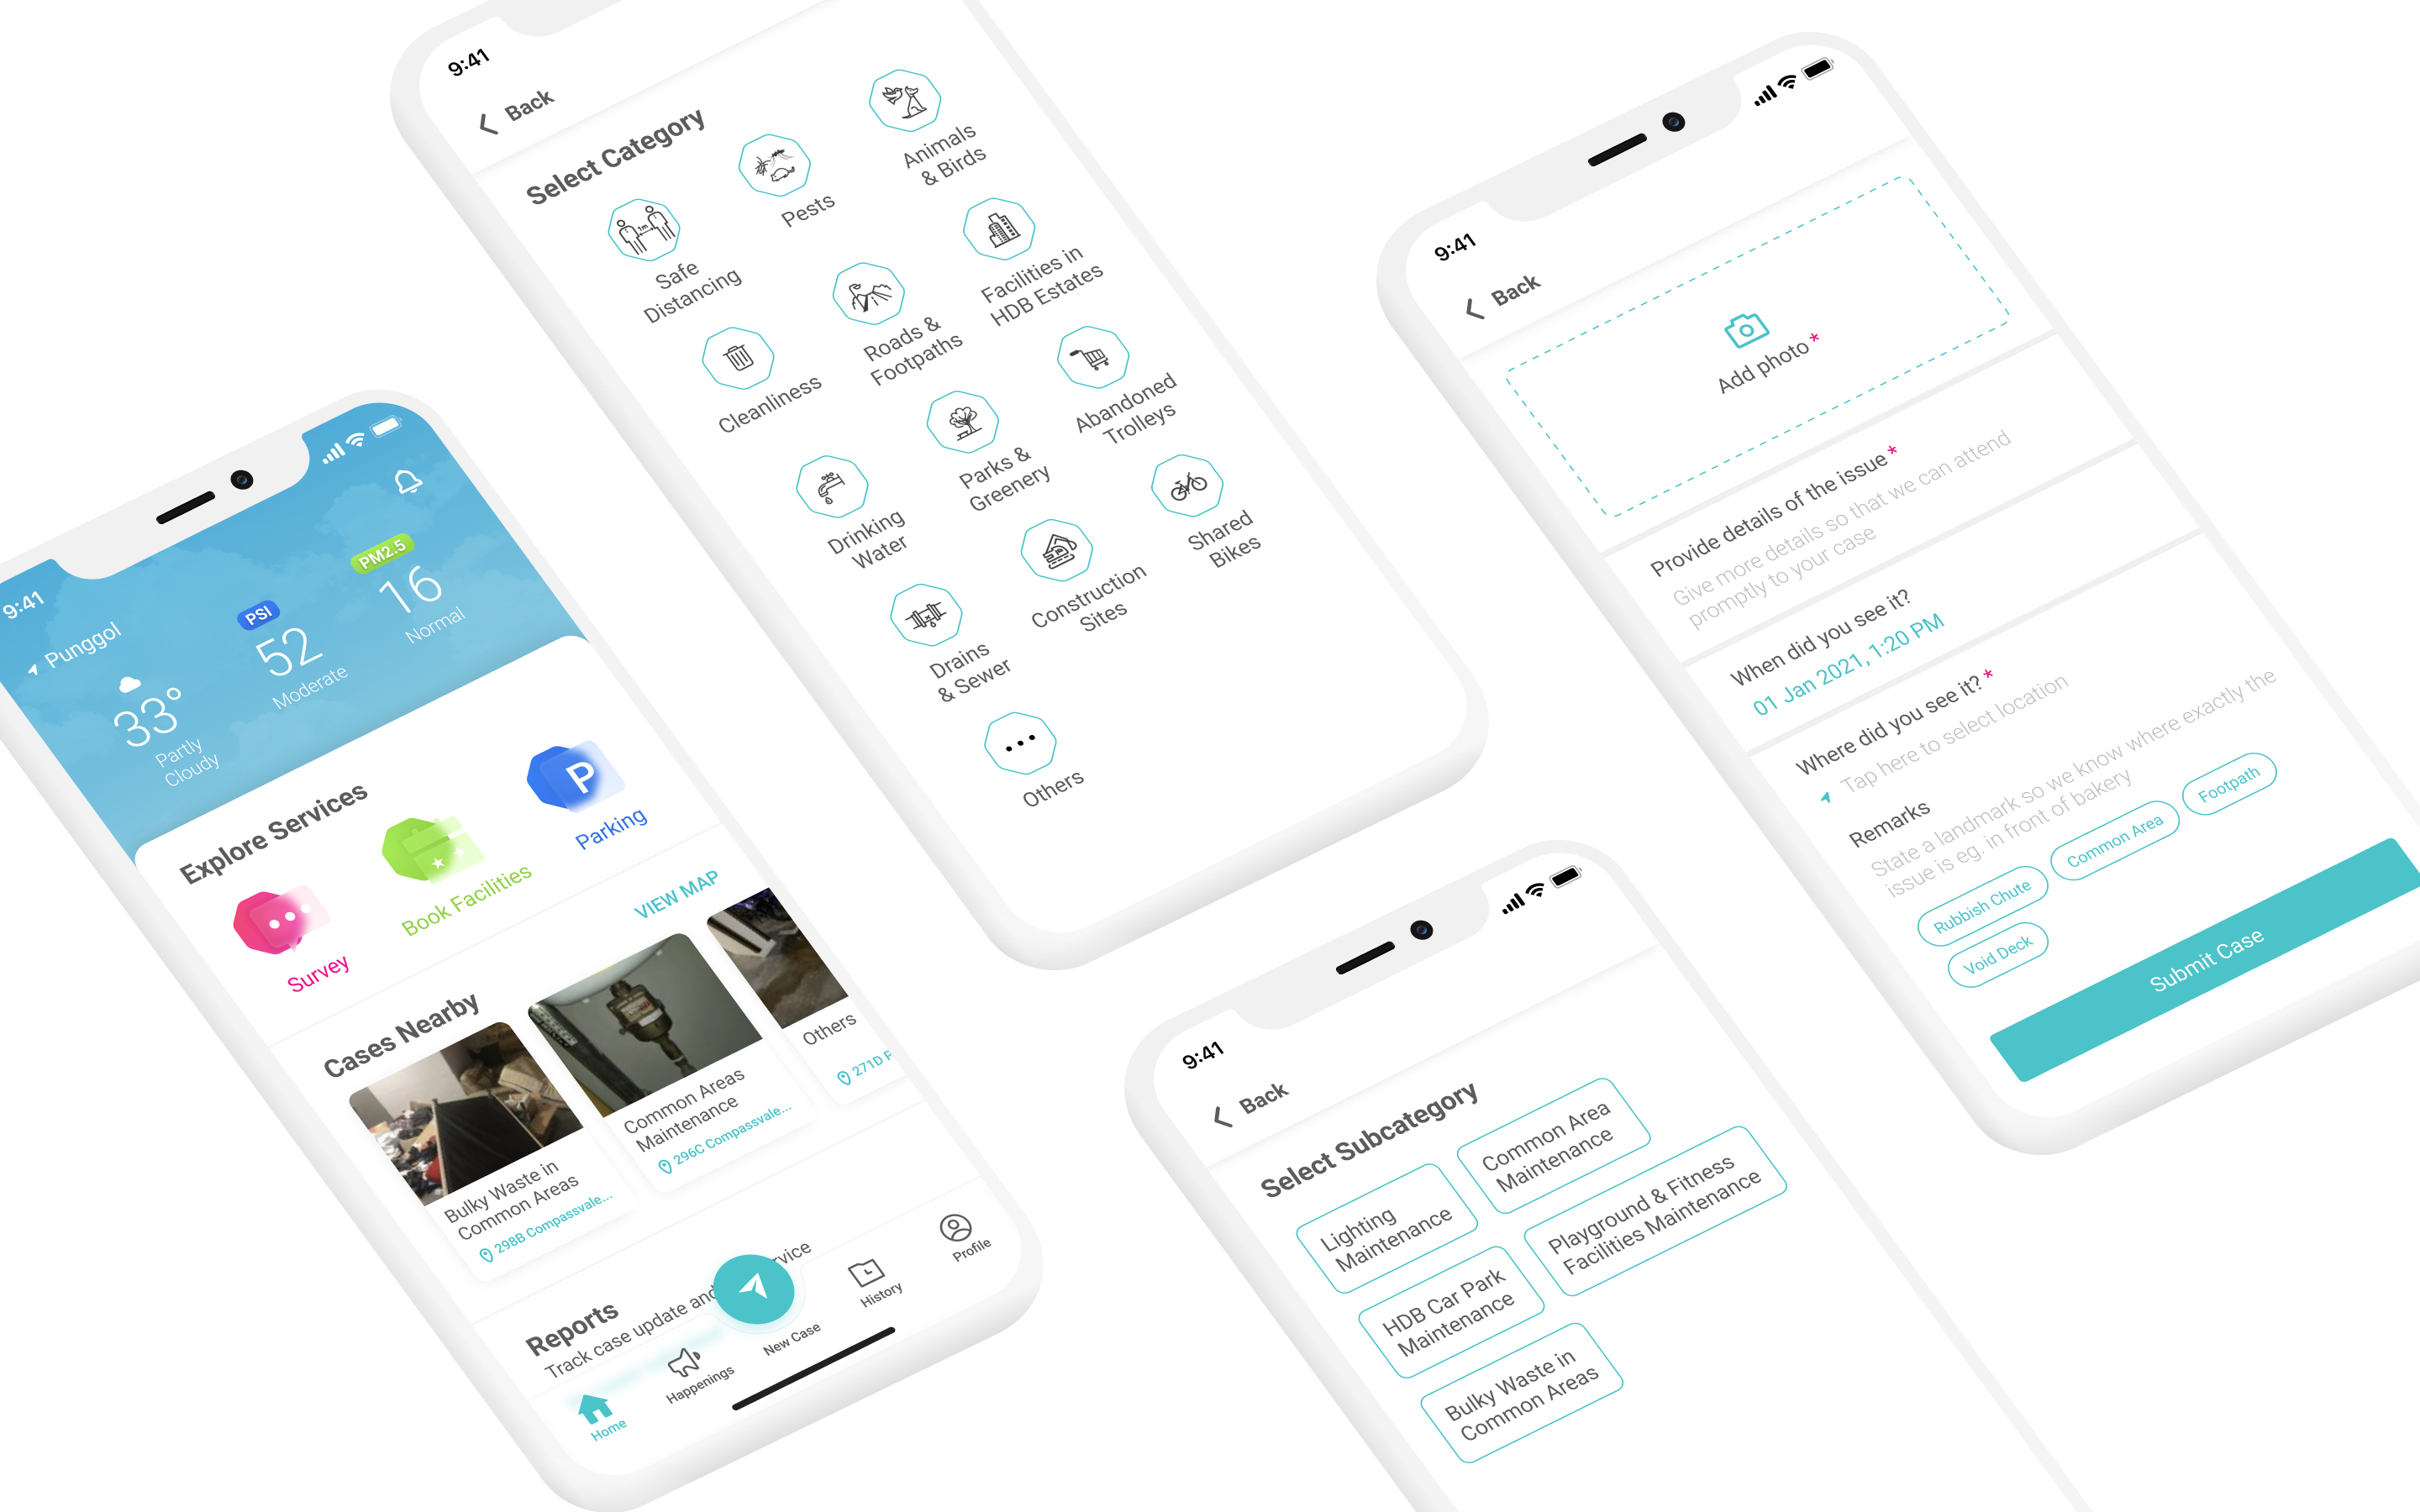 9:41
Punggol
33°
Partly
Cloudy
PSI
52
Moderate
PM2.5
16
Normal
Explore Services
Survey
Book Facilities
P
Parking
Cases Nearby
VIEW MAP
Bulky Waste in
Common Areas
298B Compassvale...
Common Areas
Maintenance
296C Compassvale...
Others
271D
Reports
Track case update and
Home
Happenings
New Case
History
Profile
9:41
Back
Select Category
1m
Safe
Distancing
Pests
Animals
& Birds
Cleanliness
Roads &
Footpaths
Facilities in
HDB Estates
Drinking
Water
Parks &
Greenery
Abandoned
Trolleys
Drains
& Sewer
Construction
Sites
Shared
Bikes
Others
9:41
Back
Select Subcategory
Lighting
Maintenance
Common Area
Maintenance
HDB Car Park
Maintenance
Playground & Fitness
Facilities Maintenance
Bulky Waste in
Common Areas
9:41
Back
Add photo *
Provide details of the issue *
Give more details so that we can attend
promptly to your case
When did you see it?
01 Jan 2021, 1:20 PM
Where did you see it? *
Tap here to select location
Remarks
State a landmark so we know where exactly the
issue is eg. in front of bakery
Rubbish Chute
Common Area
Footpath
Void Deck
Submit Case